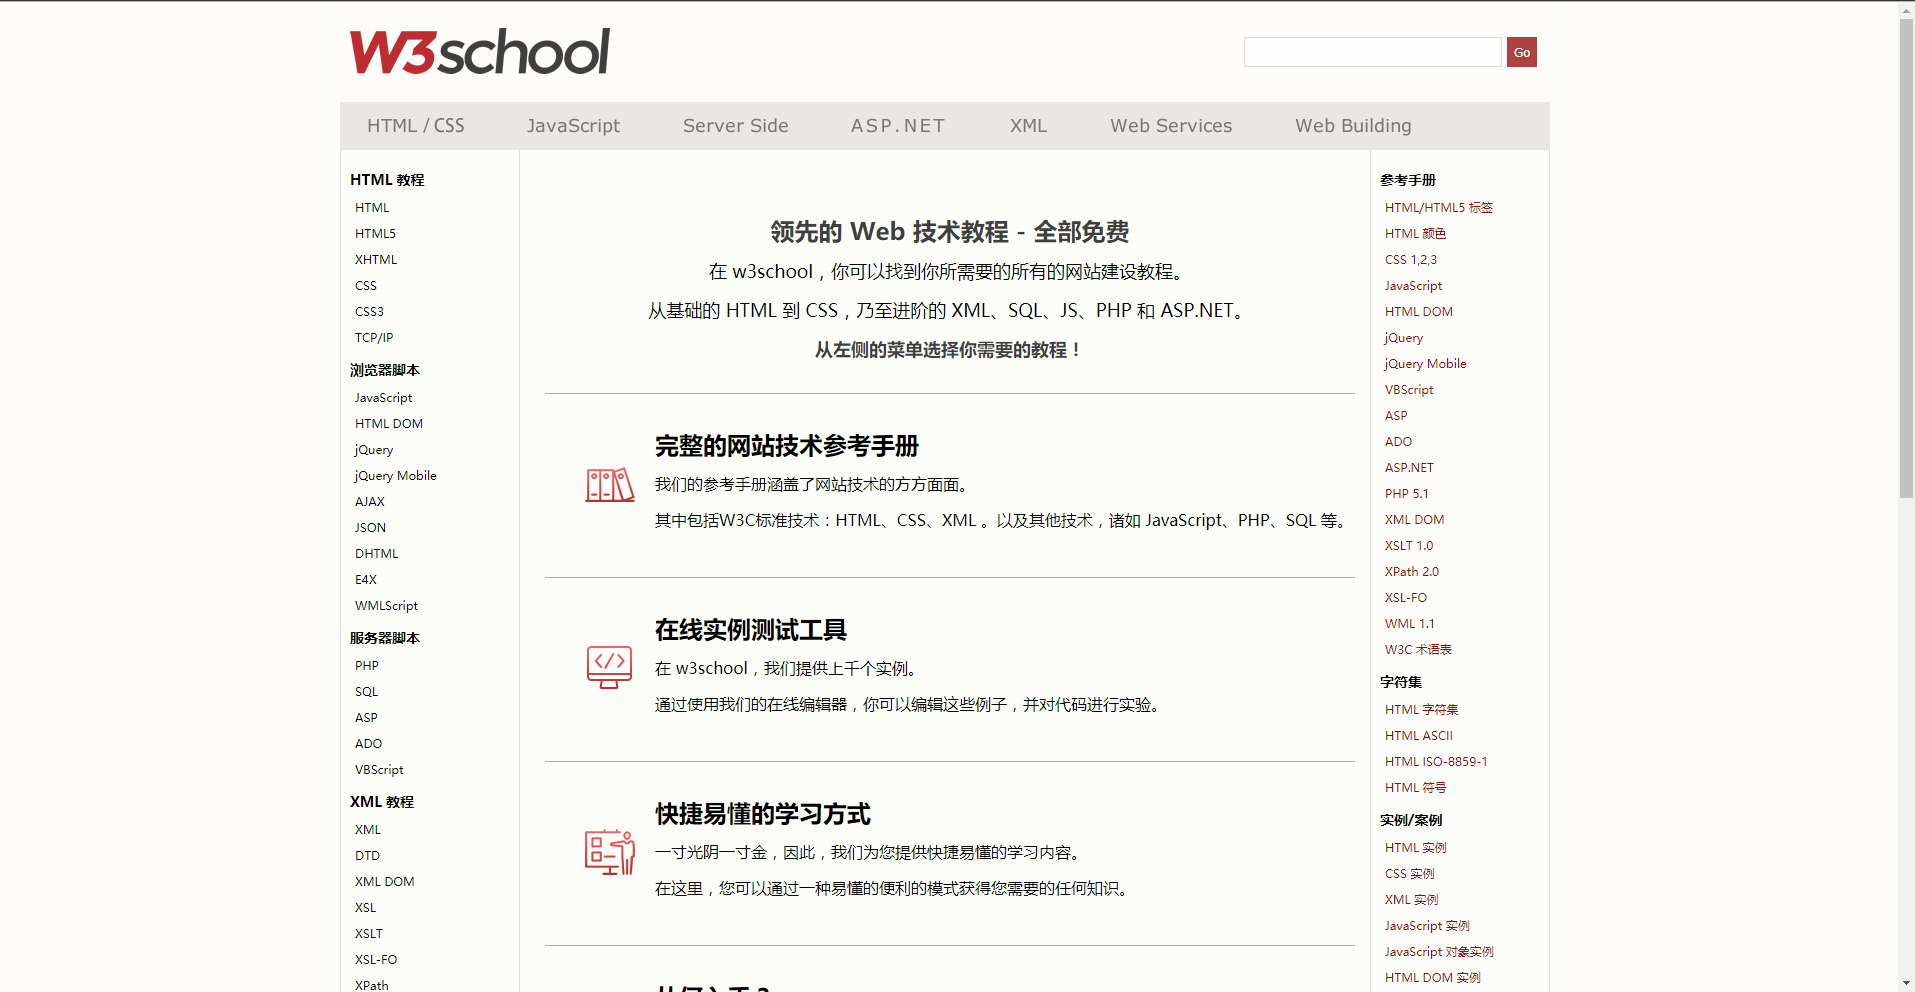 W3school
Go
HTML / CSS
JavaScript
Server Side
ASP.NET
XML
Web Services
Web Building
HTML 教程
HTML
HTML5
XHTML
CSS
CSS3
TCP/IP
浏览器脚本
JavaScript
HTML DOM
jQuery
jQuery Mobile
AJAX
JSON
DHTML
E4X
WMLScript
服务器脚本
PHP
SQL
ASP
ADO
VBScript
XML 教程
XML
DTD
XML DOM
XSL
XSLT
XSL-FO
XPath
领先的 Web 技术教程 - 全部免费
在 w3school，你可以找到你所需要的所有的网站建设教程。
从基础的 HTML 到 CSS，乃至进阶的 XML、SQL、JS、PHP 和 ASP.NET。
从左侧的菜单选择你需要的教程！
完整的网站技术参考手册
我们的参考手册涵盖了网站技术的方方面面。
其中包括W3C标准技术：HTML、CSS、XML 。以及其他技术，诸如 JavaScript、PHP、SQL 等。
在线实例测试工具
在 w3school，我们提供上千个实例。
通过使用我们的在线编辑器，你可以编辑这些例子，并对代码进行实验。
快捷易懂的学习方式
一寸光阴一寸金，因此，我们为您提供快捷易懂的学习内容。
在这里，您可以通过一种易懂的便利的模式获得您需要的任何知识。
参考手册
HTML/HTML5 标签
HTML 颜色
CSS 1,2,3
JavaScript
HTML DOM
jQuery
jQuery Mobile
VBScript
ASP
ADO
ASP.NET
PHP 5.1
XML DOM
XSLT 1.0
XPath 2.0
XSL-FO
WML 1.1
W3C 术语表
字符集
HTML 字符集
HTML ASCII
HTML ISO-8859-1
HTML 符号
实例/案例
HTML 实例
CSS 实例
XML 实例
JavaScript 实例
JavaScript 对象实例
HTML DOM 实例